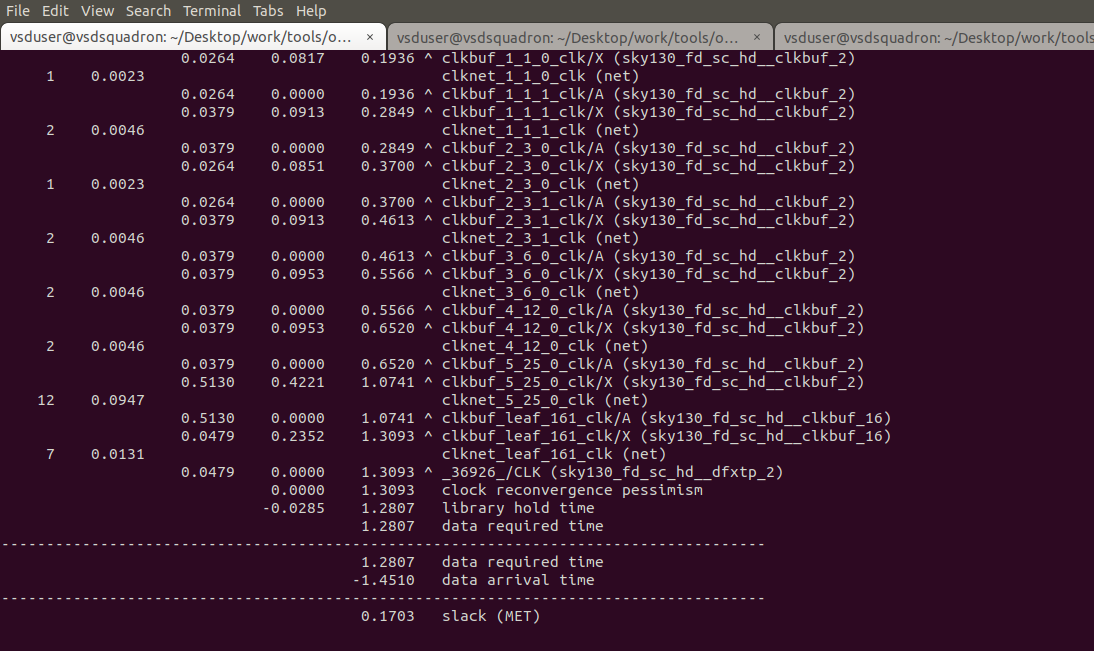 File Edit View Search Terminal Tabs Help
vsduser@vsdsquadron: ~/Desktop/work/tools/o... × vsduser@vsdsquadron: ~/Desktop/work/tools/o... × vsduser@vsdsquadron: ~/Desktop/work/tools
0.0264 0.0817 0.1936 ^ clkbuf_1_1_0_clk/X (sky130_fd_sc_hd__clkbuf_2)
1 0.0023 clknet_1_1_0_clk (net)
0.0264 0.0000 0.1936 ^ clkbuf_1_1_1_clk/A (sky130_fd_sc_hd__clkbuf_2)
0.0379 0.0913 0.2849 ^ clkbuf_1_1_1_clk/X (sky130_fd_sc_hd__clkbuf_2)
2 0.0046 clknet_1_1_1_clk (net)
0.0379 0.0000 0.2849 ^ clkbuf_2_3_0_clk/A (sky130_fd_sc_hd__clkbuf_2)
0.0264 0.0851 0.3700 ^ clkbuf_2_3_0_clk/X (sky130_fd_sc_hd__clkbuf_2)
1 0.0023 clknet_2_3_0_clk (net)
0.0264 0.0000 0.3700 ^ clkbuf_2_3_1_clk/A (sky130_fd_sc_hd__clkbuf_2)
0.0379 0.0913 0.4613 ^ clkbuf_2_3_1_clk/X (sky130_fd_sc_hd__clkbuf_2)
2 0.0046 clknet_2_3_1_clk (net)
0.0379 0.0000 0.4613 ^ clkbuf_3_6_0_clk/A (sky130_fd_sc_hd__clkbuf_2)
0.0379 0.0953 0.5566 ^ clkbuf_3_6_0_clk/X (sky130_fd_sc_hd__clkbuf_2)
2 0.0046 clknet_3_6_0_clk (net)
0.0379 0.0000 0.5566 ^ clkbuf_4_12_0_clk/A (sky130_fd_sc_hd__clkbuf_2)
0.0379 0.0953 0.6520 ^ clkbuf_4_12_0_clk/X (sky130_fd_sc_hd__clkbuf_2)
2 0.0046 clknet_4_12_0_clk (net)
0.0379 0.0000 0.6520 ^ clkbuf_5_25_0_clk/A (sky130_fd_sc_hd__clkbuf_2)
0.5130 0.4221 1.0741 ^ clkbuf_5_25_0_clk/X (sky130_fd_sc_hd__clkbuf_2)
12 0.0947 clknet_5_25_0_clk (net)
0.5130 0.0000 1.0741 ^ clkbuf_leaf_161_clk/A (sky130_fd_sc_hd__clkbuf_16)
0.0479 0.2352 1.3093 ^ clkbuf_leaf_161_clk/X (sky130_fd_sc_hd__clkbuf_16)
7 0.0131 clknet_leaf_161_clk (net)
0.0479 0.0000 1.3093 ^ _36926_/CLK (sky130_fd_sc_hd__dfxtp_2)
0.0000 1.3093 clock reconvergence pessimism
-0.0285 1.2807 library hold time
1.2807 data required time
-------------------------------------------------------------------------------------
1.2807 data required time
-1.4510 data arrival time
-------------------------------------------------------------------------------------
0.1703 slack (MET)